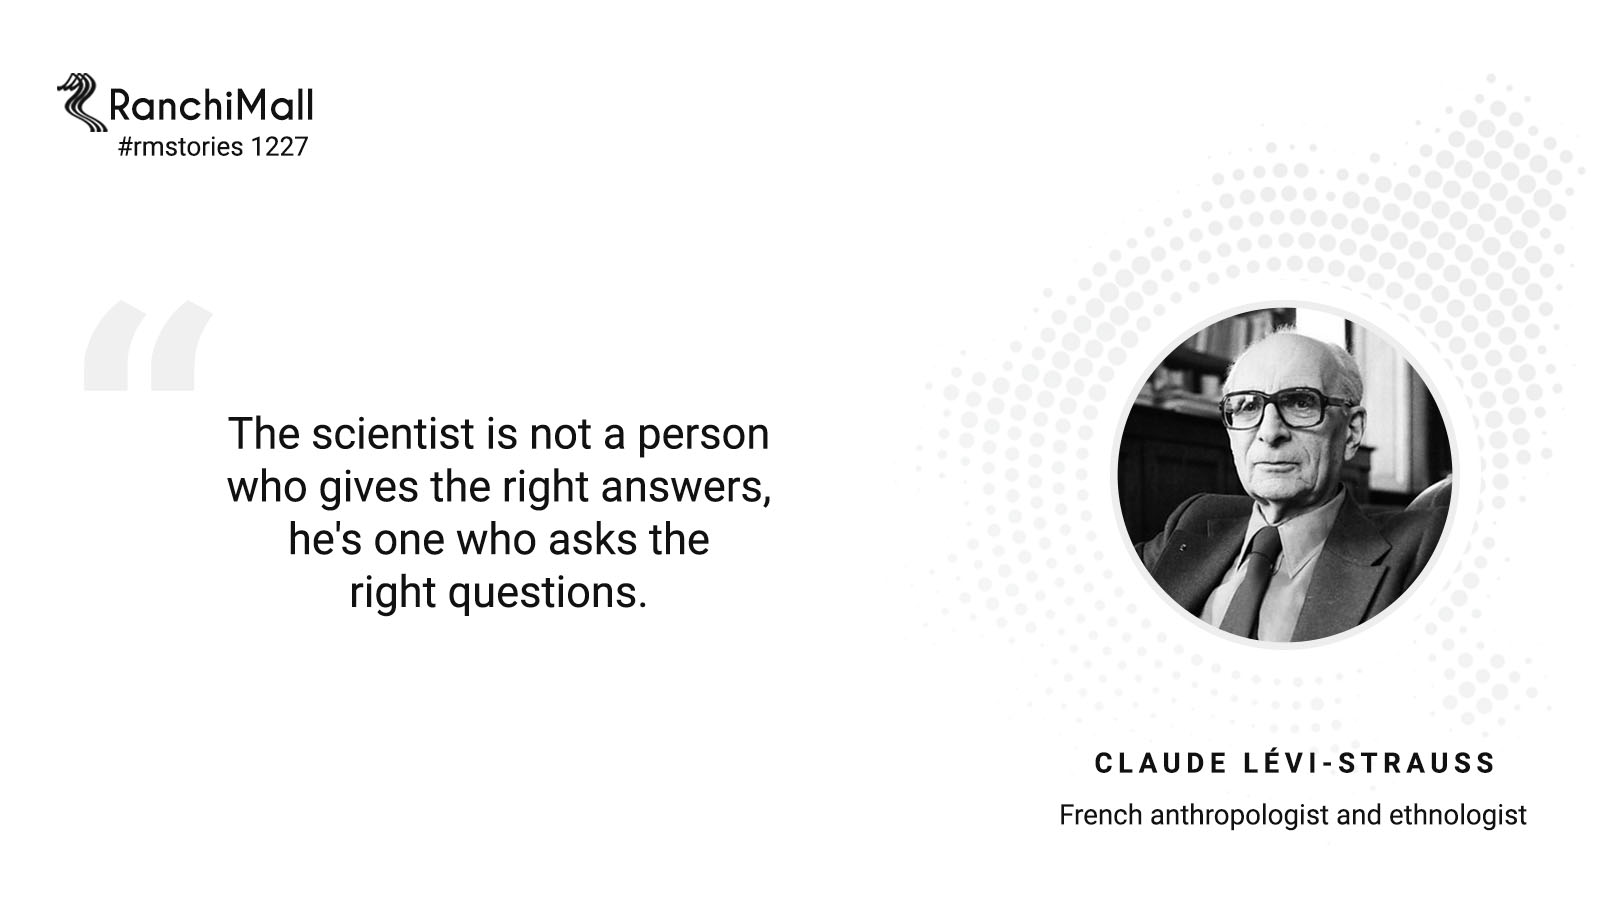 RanchiMall
#rmstories 1227
“
The scientist is not a person
who gives the right answers,
he's one who asks the
right questions.
CLAUDE LÉVI-STRAUSS
French anthropologist and ethnologist